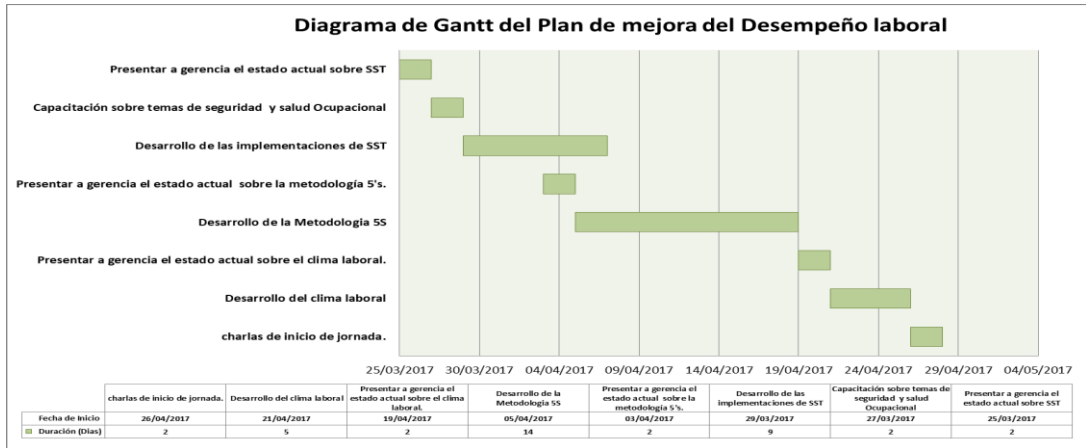 Diagrama de Gantt del Plan de mejora del Desempeño laboral
Presentar a gerencia el estado actual sobre SST
Capacitación sobre temas de seguridad y salud Ocupacional
Desarrollo de las implementaciones de SST
Presentar a gerencia el estado actual sobre la metodología 5's.
Desarrollo de la Metodologia 5S
Presentar a gerencia el estado actual sobre el clima laboral.
Desarrollo del clima laboral
charlas de inicio de jornada.
25/03/2017 30/03/2017 04/04/2017 09/04/2017 14/04/2017 19/04/2017 24/04/2017 29/04/2017 04/05/2017
charlas de inicio de jornada.
Desarrollo del clima laboral
Presentar a gerencia el
estado actual sobre el clima
laboral.
Desarrollo de la
Metodologia 5S
Presentar a gerencia el
estado actual sobre la
metodología 5's.
Desarrollo de las
implementaciones de SST
Capacitación sobre temas de
seguridad y salud
Ocupacional
Presentar a gerencia el
estado actual sobre SST
Fecha de Inicio 26/04/2017 21/04/2017 19/04/2017 05/04/2017 03/04/2017 29/03/2017 27/03/2017 25/03/2017
Duración (Dias) 2 5 2 14 2 9 2 2